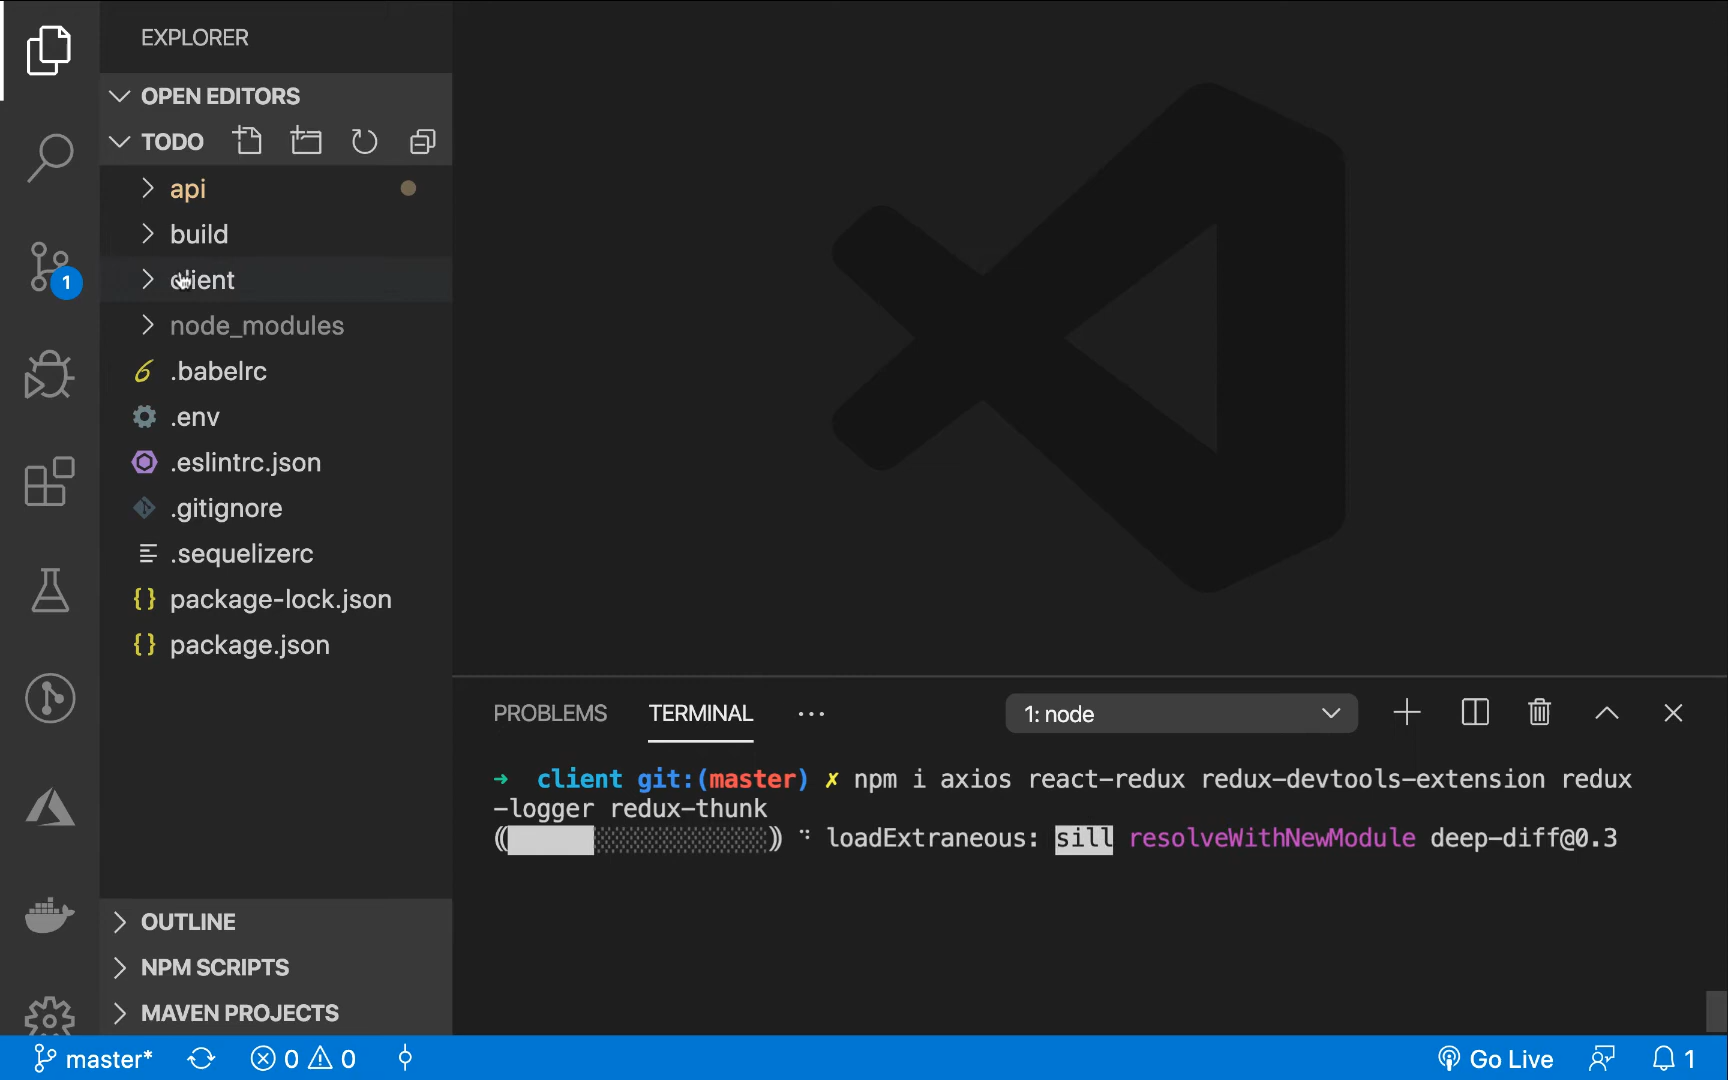 EXPLORER
OPEN EDITORS
TODO
api
build
client
node_modules
.babelrc
.env
.eslintrc.json
.gitignore
.sequelizerc
package-lock.json
package.json
OUTLINE
NPM SCRIPTS
MAVEN PROJECTS
1
PROBLEMS
TERMINAL
1: node
➜ client git:(master) ✗ npm i axios react-redux redux-devtools-extension redux
-logger redux-thunk
loadExtraneous: sill resolveWithNewModule deep-diff@0.3
master*
0
0
Go Live
1